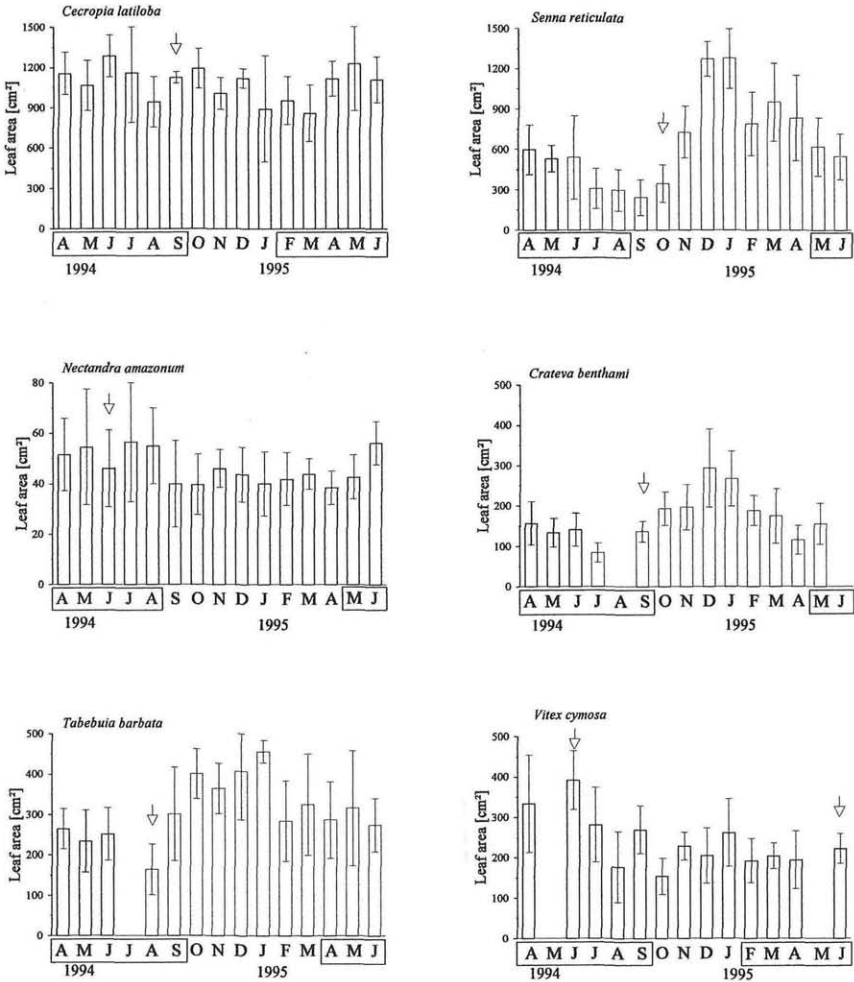 Cecropia latiloba
Leaf area [cm²]
1500
1200
900
600
300
0
A M J J A S O N D J F M A M J
1994 1995
Senna reticulata
Leaf area [cm²]
1500
1200
900
600
300
0
A M J J A S O N D J F M A M J
1994 1995
Nectandra amazonum
Leaf area [cm²]
80
60
40
20
0
A M J J A S O N D J F M A M J
1994 1995
Crateva benthami
Leaf area [cm²]
500
400
300
200
100
0
A M J J A S O N D J F M A M J
1994 1995
Tabebuia barbata
Leaf area [cm²]
500
400
300
200
100
0
A M J J A S O N D J F M A M J
1994 1995
Vitex cymosa
Leaf area [cm²]
500
400
300
200
100
0
A M J J A S O N D J F M A M J
1994 1995